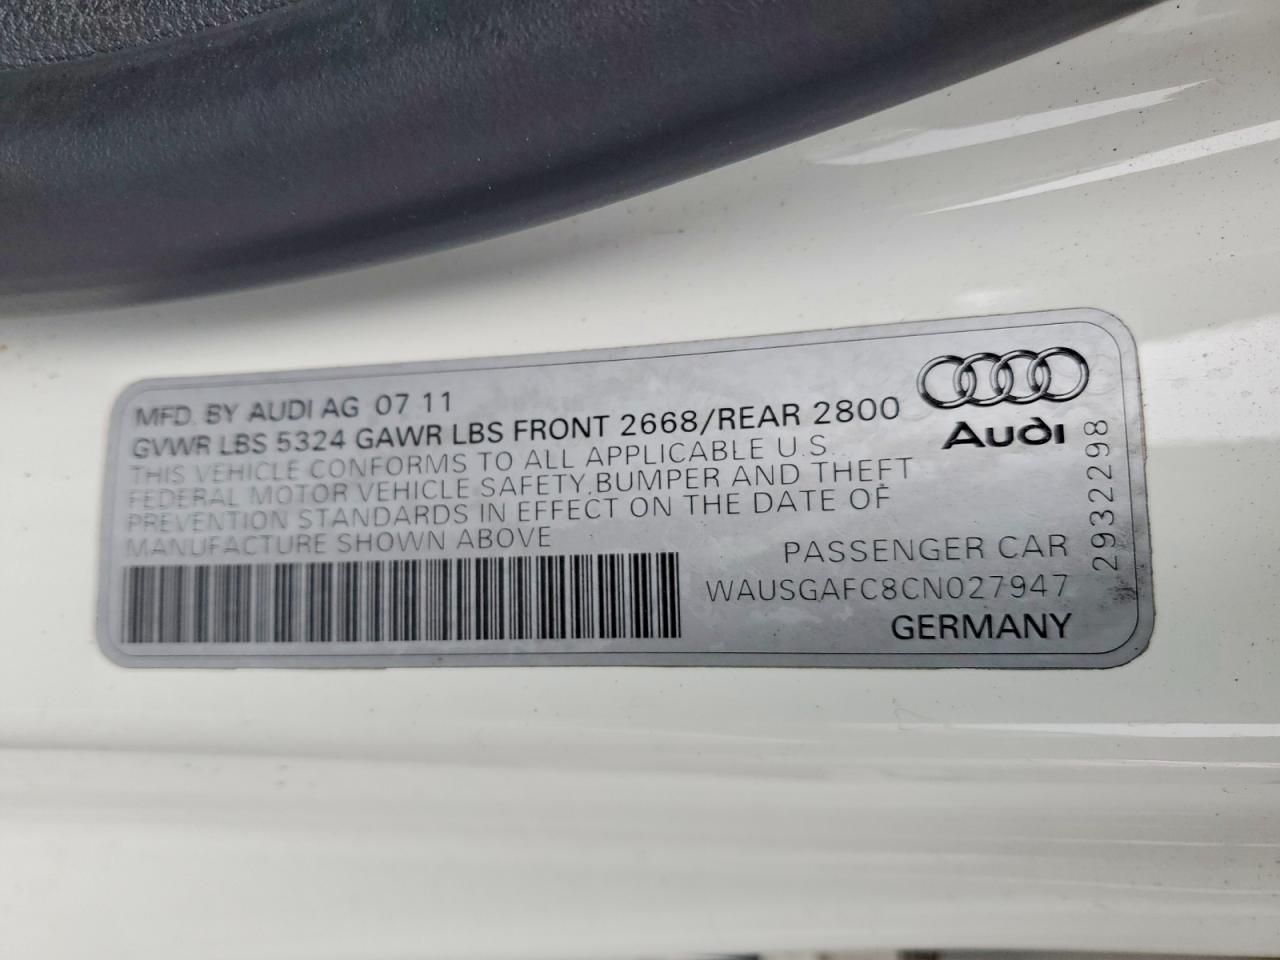 MFD. BY AUDI AG 07 11
GVWR LBS 5324 GAWR LBS FRONT 2668/REAR 2800
THIS VEHICLE CONFORMS TO ALL APPLICABLE U.S.
FEDERAL MOTOR VEHICLE SAFETY, BUMPER AND THEFT
PREVENTION STANDARDS IN EFFECT ON THE DATE OF
MANUFACTURE SHOWN ABOVE
PASSENGER CAR
WAUSGAFC8CN027947
GERMANY
Audi
2932298